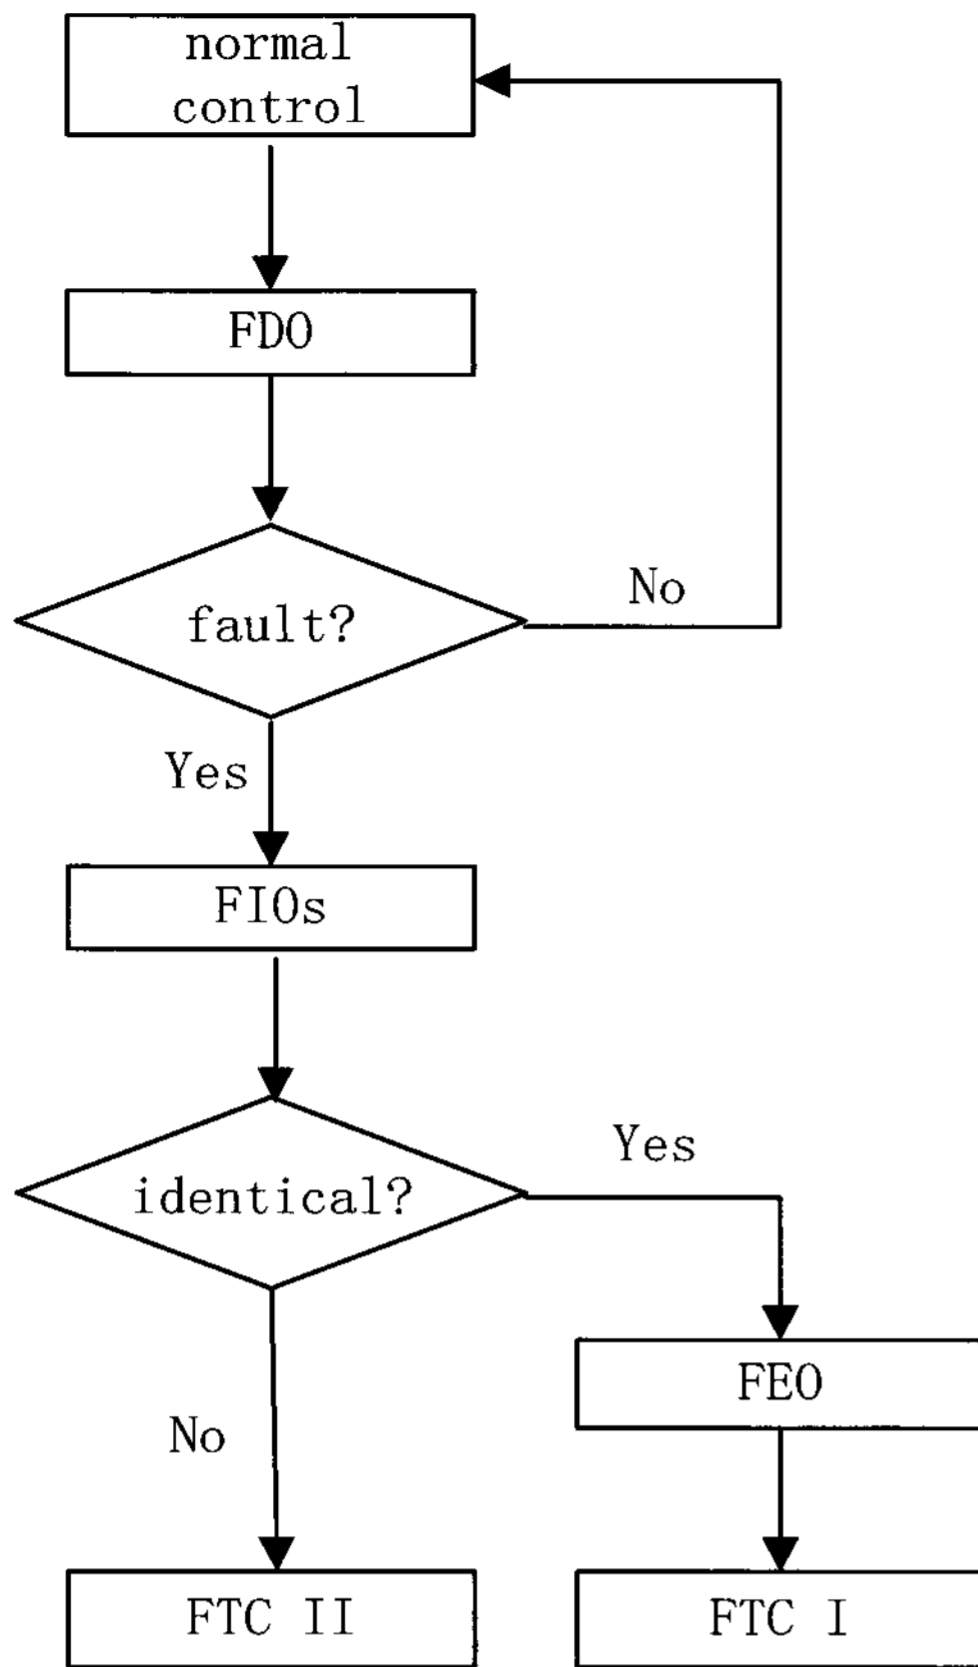 normal
control
FDO
fault?
No
Yes
FIOs
identical?
Yes
No
FEO
FTC II
FTC I